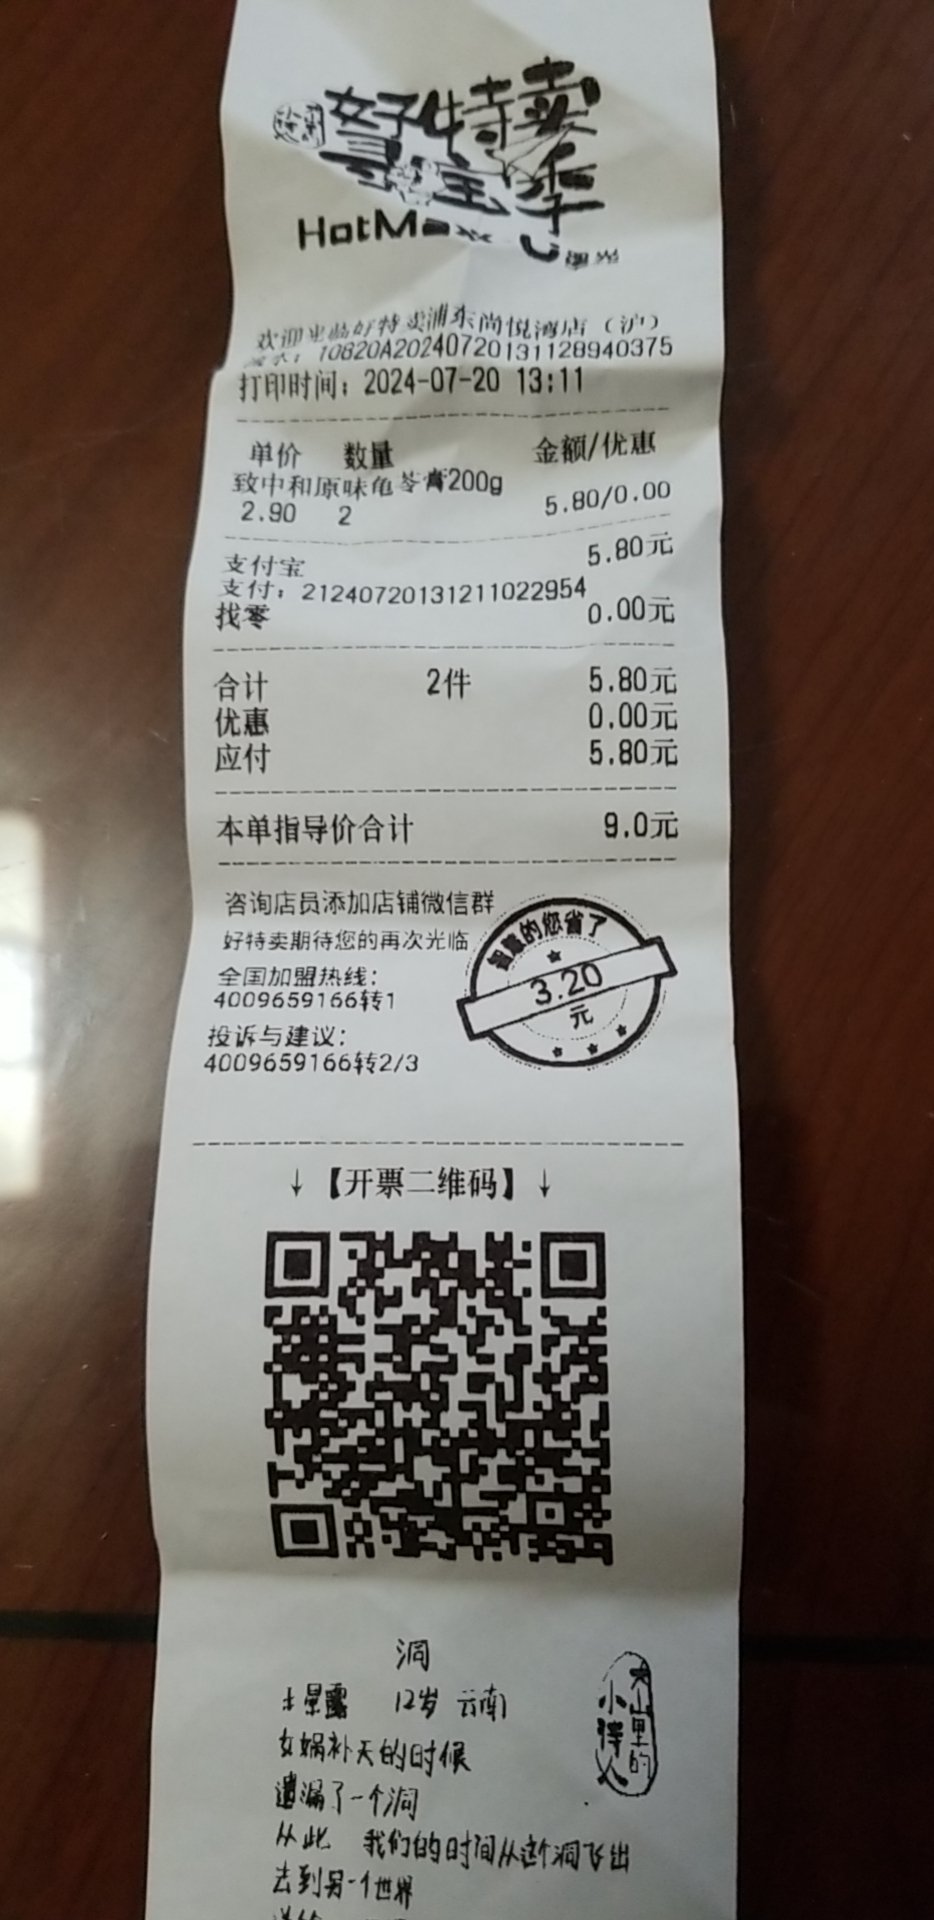 好特卖
寻宝季
HotMaxx
欢迎光临好特卖浦东尚悦湾店（沪）
10820A20240720131128940375
打印时间：2024-07-20 13:11
单价 数量 金额/优惠
致中和原味龟苓膏200g
2.90 2 5.80/0.00
支付宝 5.80元
支付：21240720131211022954
找零 0.00元
合计 2件 5.80元
优惠 0.00元
应付 5.80元
本单指导价合计 9.0元
咨询店员添加店铺微信群
好特卖期待您的再次光临
全国加盟热线：
4009659166转1
投诉与建议：
4009659166转2/3
智慧的您省了
3.20
元
↓【开票二维码】↓
洞
景露 12岁 云南
大山里的
小诗人
女娲补天的时候
遗漏了一个洞
从此 我们的时间从这个洞飞出
去到另一个世界